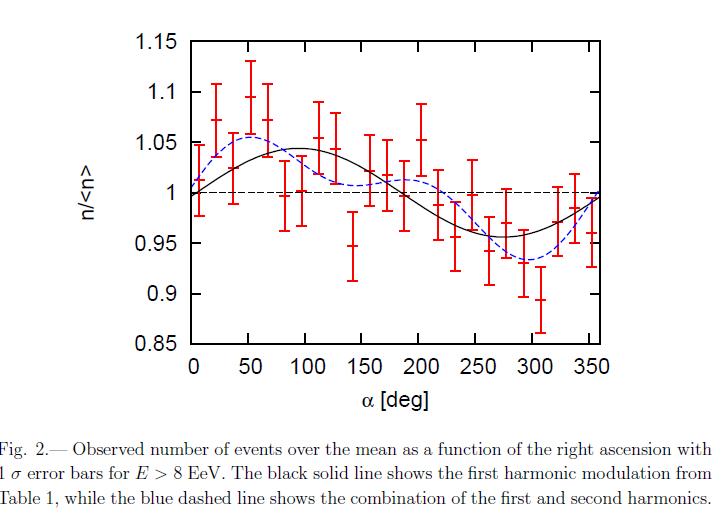 1.15
1.1
1.05
1
0.95
0.9
0.85
n/<n>
0 50 100 150 200 250 300 350
α [deg]
Fig. 2.— Observed number of events over the mean as a function of the right ascension with
1 σ error bars for E > 8 EeV. The black solid line shows the first harmonic modulation from
Table 1, while the blue dashed line shows the combination of the first and second harmonics.